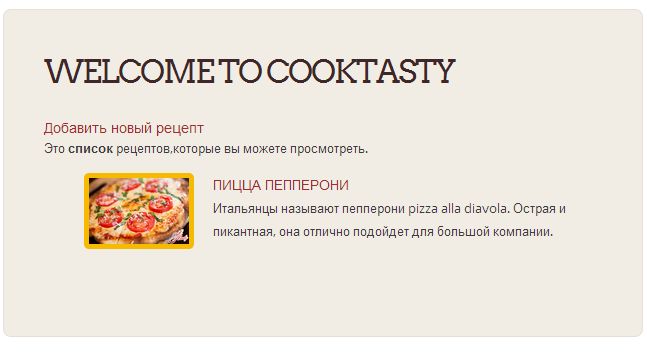 WELCOME TO COOKTASTY
Добавить новый рецепт
Это список рецептов,которые вы можете просмотреть.
ПИЦЦА ПЕППЕРОНИ
Итальянцы называют пепперони pizza alla diavola. Острая и
пикантная, она отлично подойдет для большой компании.